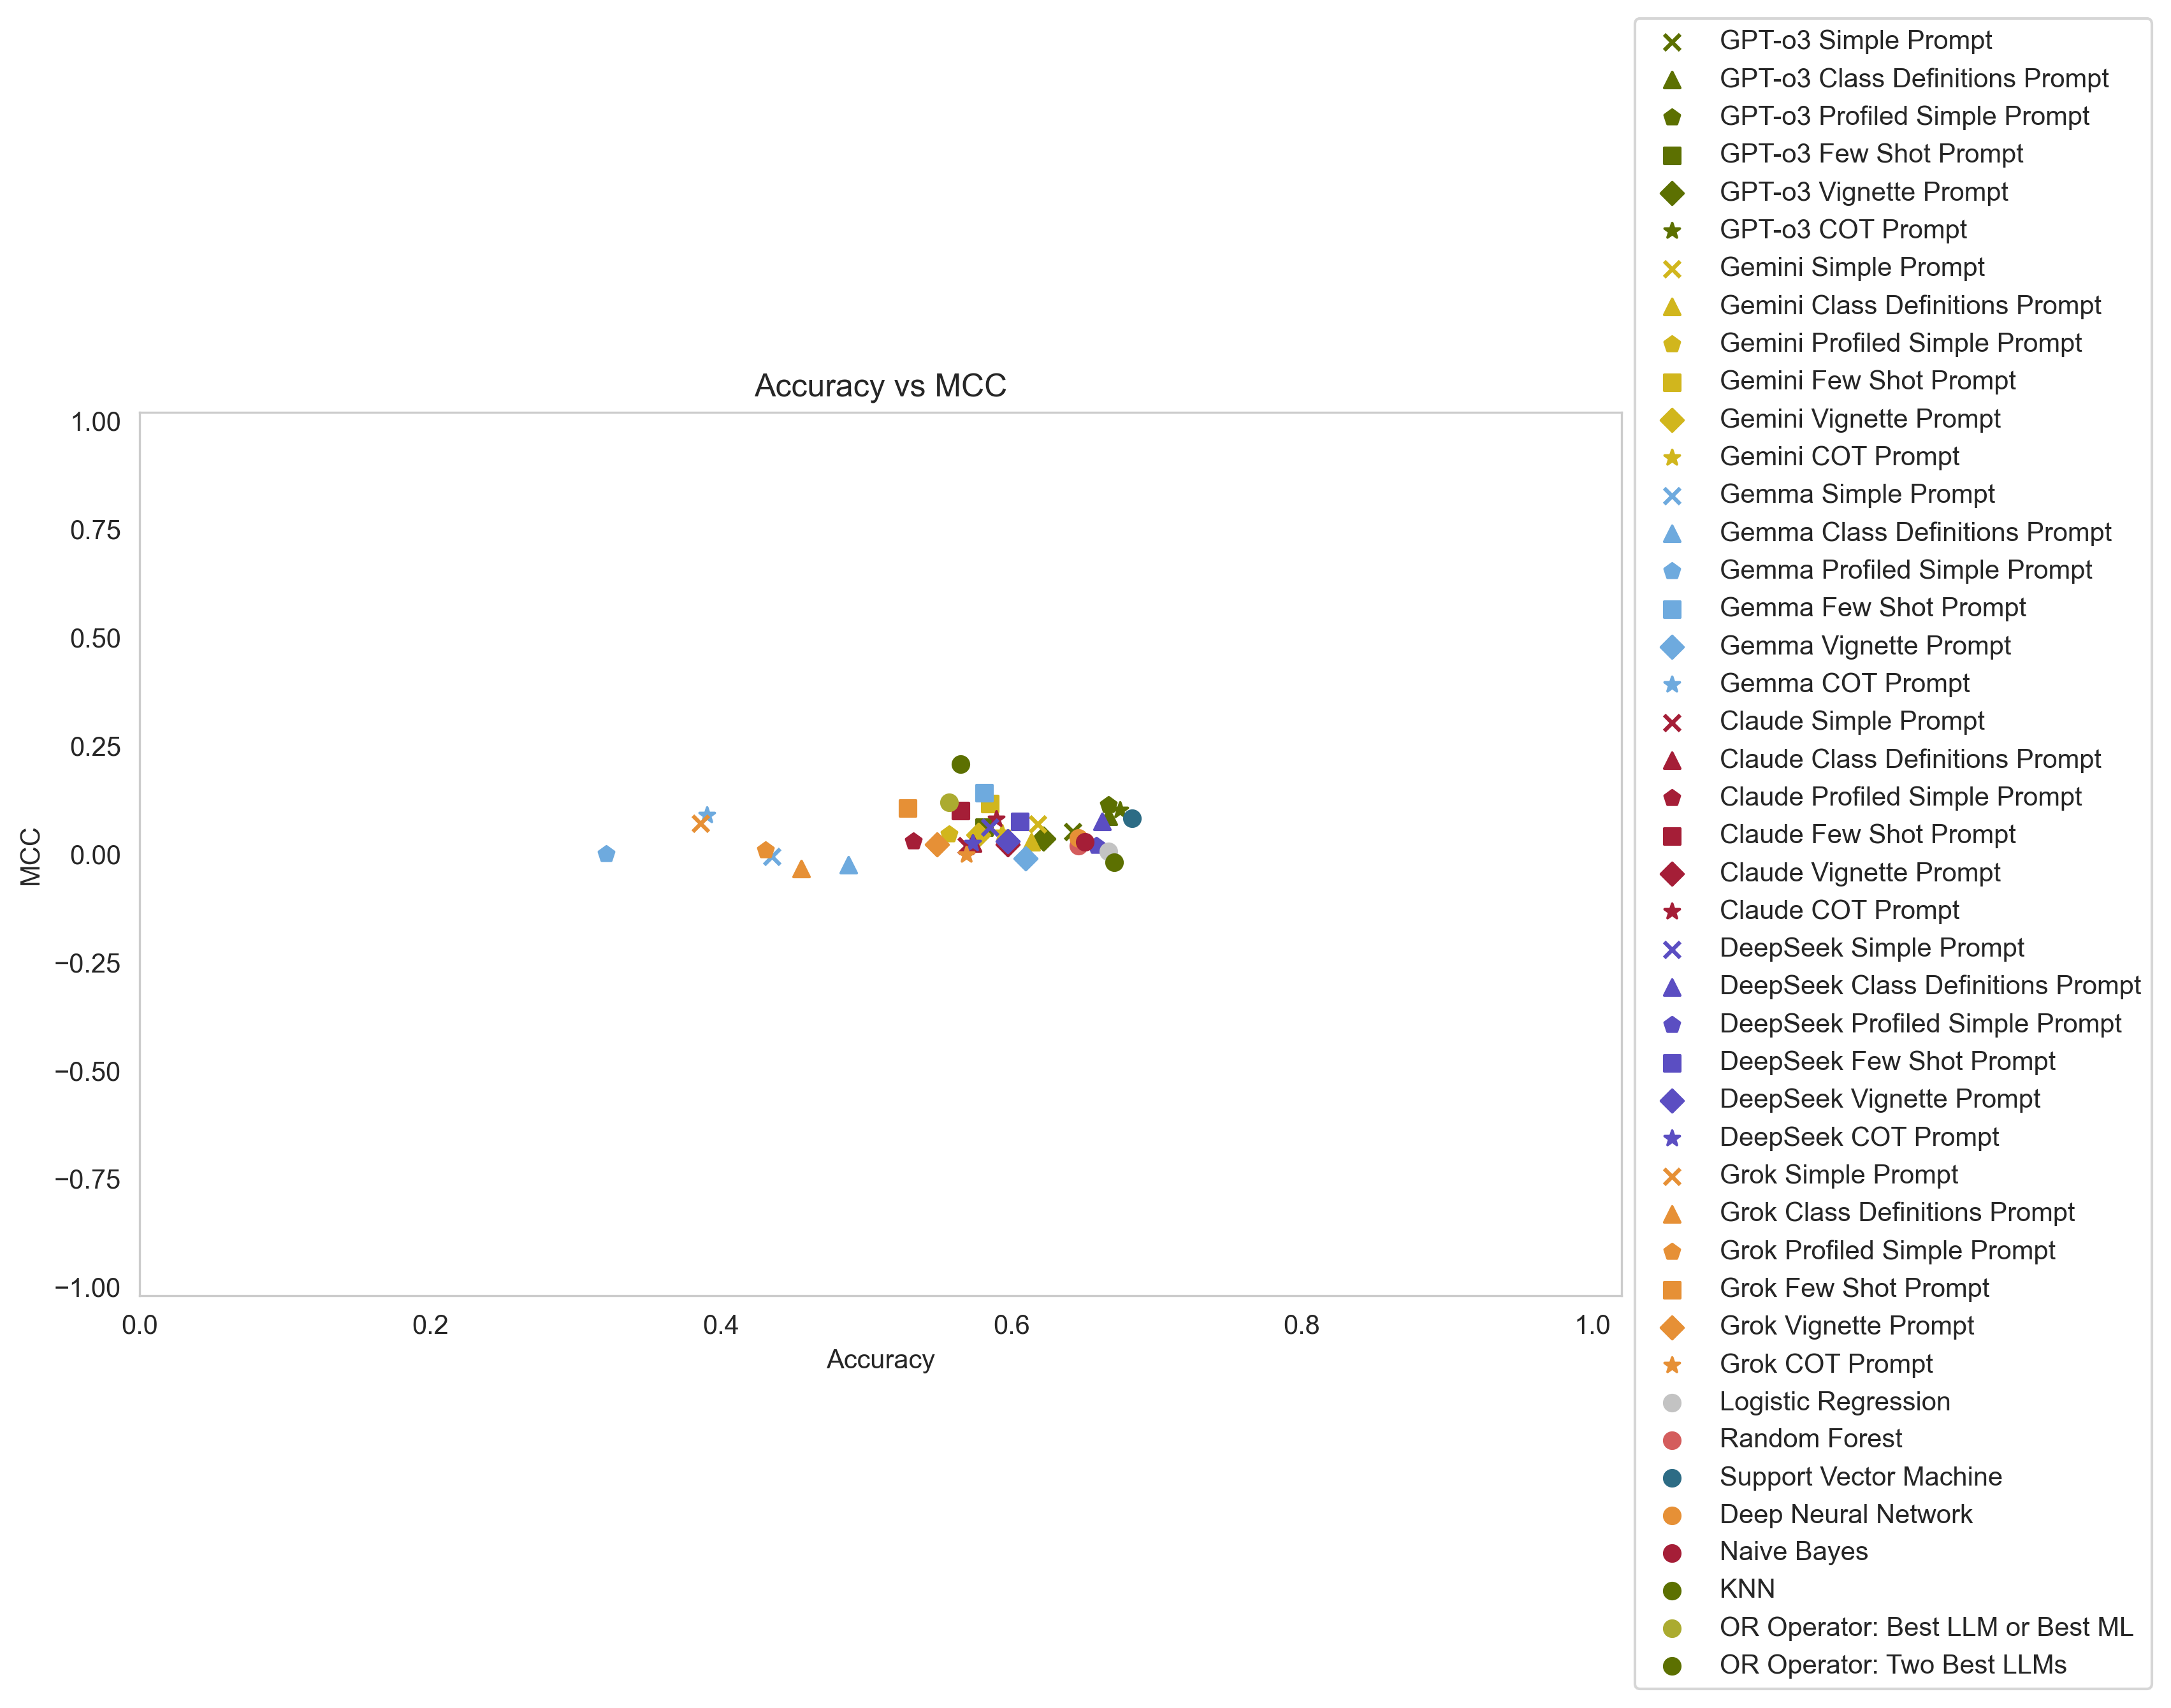 Accuracy vs MCC
1.00
0.75
0.50
0.25
0.00
−0.25
−0.50
−0.75
−1.00
MCC
0.0 0.2 0.4 0.6 0.8 1.0
Accuracy
GPT-o3 Simple Prompt
GPT-o3 Class Definitions Prompt
GPT-o3 Profiled Simple Prompt
GPT-o3 Few Shot Prompt
GPT-o3 Vignette Prompt
GPT-o3 COT Prompt
Gemini Simple Prompt
Gemini Class Definitions Prompt
Gemini Profiled Simple Prompt
Gemini Few Shot Prompt
Gemini Vignette Prompt
Gemini COT Prompt
Gemma Simple Prompt
Gemma Class Definitions Prompt
Gemma Profiled Simple Prompt
Gemma Few Shot Prompt
Gemma Vignette Prompt
Gemma COT Prompt
Claude Simple Prompt
Claude Class Definitions Prompt
Claude Profiled Simple Prompt
Claude Few Shot Prompt
Claude Vignette Prompt
Claude COT Prompt
DeepSeek Simple Prompt
DeepSeek Class Definitions Prompt
DeepSeek Profiled Simple Prompt
DeepSeek Few Shot Prompt
DeepSeek Vignette Prompt
DeepSeek COT Prompt
Grok Simple Prompt
Grok Class Definitions Prompt
Grok Profiled Simple Prompt
Grok Few Shot Prompt
Grok Vignette Prompt
Grok COT Prompt
Logistic Regression
Random Forest
Support Vector Machine
Deep Neural Network
Naive Bayes
KNN
OR Operator: Best LLM or Best ML
OR Operator: Two Best LLMs